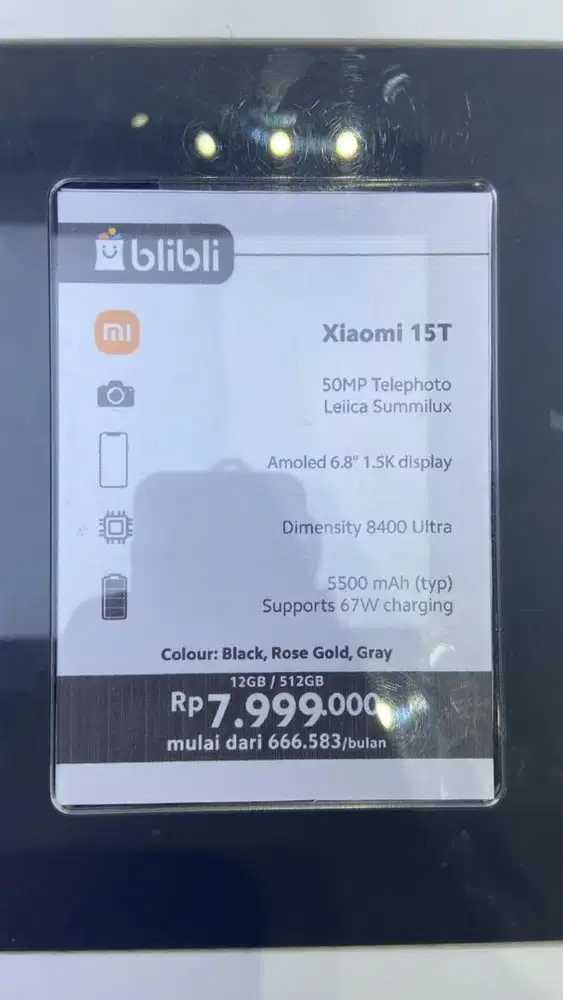 blibli
mi
Xiaomi 15T
50MP Telephoto
Leiica Summilux
Amoled 6.8" 1.5K display
Dimensity 8400 Ultra
5500 mAh (typ)
Supports 67W charging
Colour: Black, Rose Gold, Gray
12GB / 512GB
Rp7.999.000
mulai dari 666.583/bulan